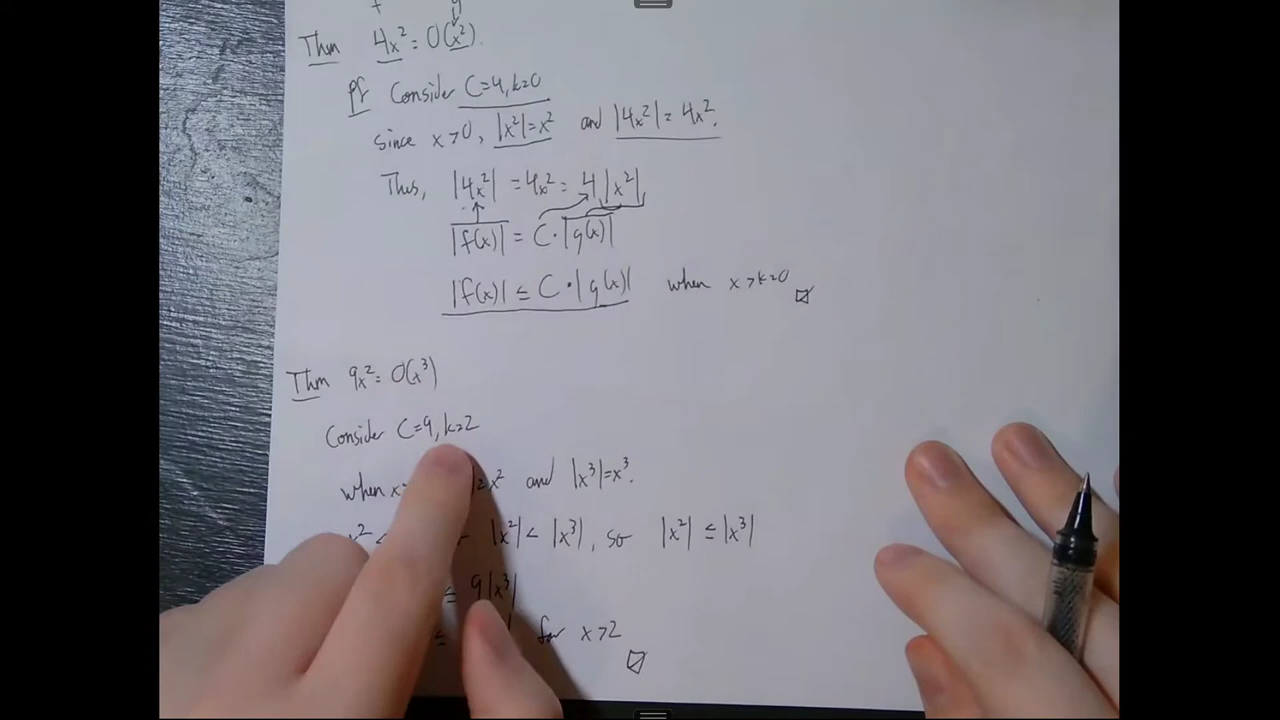 Thm 4x² = O(x²).
pf Consider C=4, k=0
since x>0, |x²|=x² and |4x²|=4x².
Thus, |4x²| = 4x² = 4|x²|
|f(x)| = C·|g(x)|
|f(x)| ≤ C·|g(x)| when x>k=0
Thm 9x² = O(x³)
Consider C=9, k=2
when x =x² and |x³|=x³.
x² < |x²| < |x³|, so |x²| ≤ |x³|
≤ 9|x³|
≤ for x>2